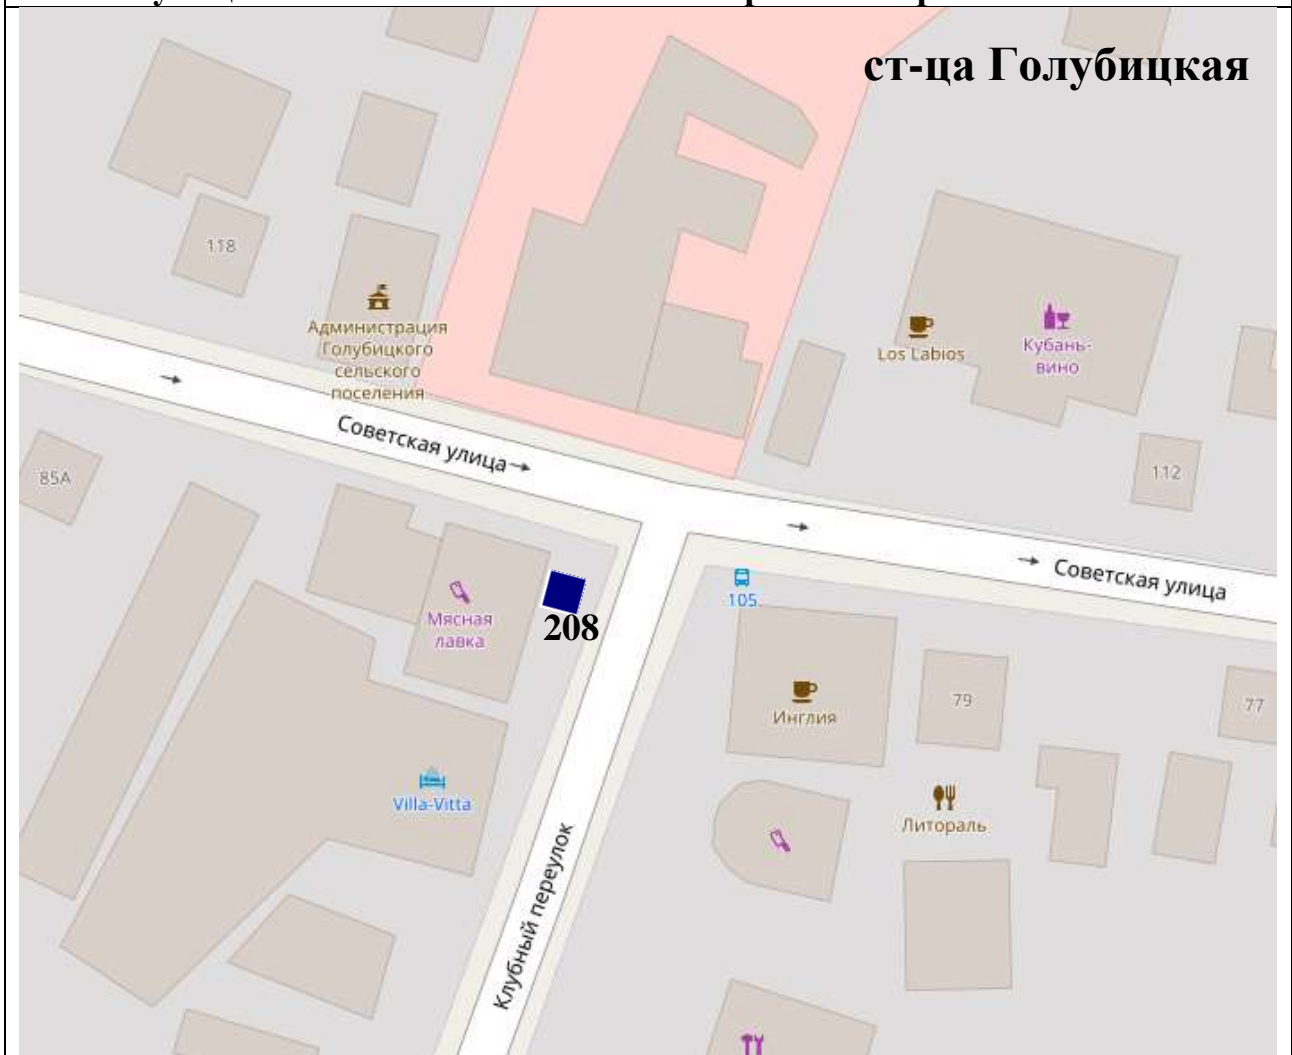 ст-ца Голубицкая
118
Администрация
Голубицкого
сельского
поселения
Los Labios
Кубань-
вино
Советская улица
85А
112
Советская улица
105
Мясная
лавка
208
Инглия
79
77
Villa-Vitta
Литораль
Клубный переулок